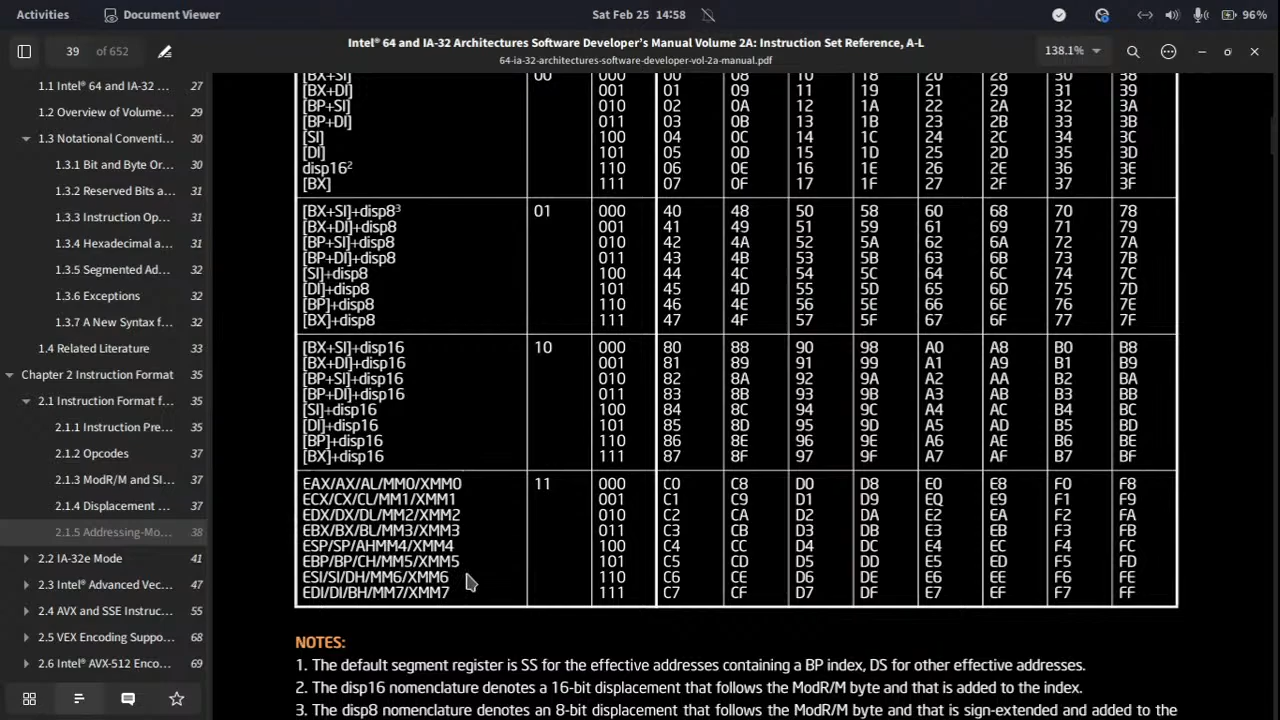 Activities Document Viewer Sat Feb 25 14:58 96%
39 of 652 Intel® 64 and IA-32 Architectures Software Developer's Manual Volume 2A: Instruction Set Reference, A-L 138.1%
64-ia-32-architectures-software-developer-vol-2a-manual.pdf
1.1 Intel® 64 and IA-32 ... 27
1.2 Overview of Volume... 29
1.3 Notational Conventi... 30
1.3.1 Bit and Byte Or... 30
1.3.2 Reserved Bits a... 31
1.3.3 Instruction Op... 31
1.3.4 Hexadecimal a... 31
1.3.5 Segmented Ad... 32
1.3.6 Exceptions 32
1.3.7 A New Syntax f... 32
1.4 Related Literature 33
Chapter 2 Instruction Format 35
2.1 Instruction Format f... 35
2.1.1 Instruction Pre... 35
2.1.2 Opcodes 37
2.1.3 ModR/M and SI... 37
2.1.4 Displacement ... 37
2.1.5 Addressing-Mo... 38
2.2 IA-32e Mode 41
2.3 Intel® Advanced Vec... 47
2.4 AVX and SSE Instruc... 55
2.5 VEX Encoding Suppo... 68
2.6 Intel® AVX-512 Enco... 69
[BX+SI] 00 000 00 08 10 18 20 28 30 38
[BX+DI] 001 01 09 11 19 21 29 31 39
[BP+SI] 010 02 0A 12 1A 22 2A 32 3A
[BP+DI] 011 03 0B 13 1B 23 2B 33 3B
[SI] 100 04 0C 14 1C 24 2C 34 3C
[DI] 101 05 0D 15 1D 25 2D 35 3D
disp16² 110 06 0E 16 1E 26 2E 36 3E
[BX] 111 07 0F 17 1F 27 2F 37 3F
[BX+SI]+disp8³ 01 000 40 48 50 58 60 68 70 78
[BX+DI]+disp8 001 41 49 51 59 61 69 71 79
[BP+SI]+disp8 010 42 4A 52 5A 62 6A 72 7A
[BP+DI]+disp8 011 43 4B 53 5B 63 6B 73 7B
[SI]+disp8 100 44 4C 54 5C 64 6C 74 7C
[DI]+disp8 101 45 4D 55 5D 65 6D 75 7D
[BP]+disp8 110 46 4E 56 5E 66 6E 76 7E
[BX]+disp8 111 47 4F 57 5F 67 6F 77 7F
[BX+SI]+disp16 10 000 80 88 90 98 A0 A8 B0 B8
[BX+DI]+disp16 001 81 89 91 99 A1 A9 B1 B9
[BP+SI]+disp16 010 82 8A 92 9A A2 AA B2 BA
[BP+DI]+disp16 011 83 8B 93 9B A3 AB B3 BB
[SI]+disp16 100 84 8C 94 9C A4 AC B4 BC
[DI]+disp16 101 85 8D 95 9D A5 AD B5 BD
[BP]+disp16 110 86 8E 96 9E A6 AE B6 BE
[BX]+disp16 111 87 8F 97 9F A7 AF B7 BF
EAX/AX/AL/MM0/XMM0 11 000 C0 C8 D0 D8 E0 E8 F0 F8
ECX/CX/CL/MM1/XMM1 001 C1 C9 D1 D9 EQ E9 F1 F9
EDX/DX/DL/MM2/XMM2 010 C2 CA D2 DA E2 EA F2 FA
EBX/BX/BL/MM3/XMM3 011 C3 CB D3 DB E3 EB F3 FB
ESP/SP/AHMM4/XMM4 100 C4 CC D4 DC E4 EC F4 FC
EBP/BP/CH/MM5/XMM5 101 C5 CD D5 DD E5 ED F5 FD
ESI/SI/DH/MM6/XMM6 110 C6 CE D6 DE E6 EE F6 FE
EDI/DI/BH/MM7/XMM7 111 C7 CF D7 DF E7 EF F7 FF
NOTES:
1. The default segment register is SS for the effective addresses containing a BP index, DS for other effective addresses.
2. The disp16 nomenclature denotes a 16-bit displacement that follows the ModR/M byte and that is added to the index.
3. The disp8 nomenclature denotes an 8-bit displacement that follows the ModR/M byte and that is sign-extended and added to the